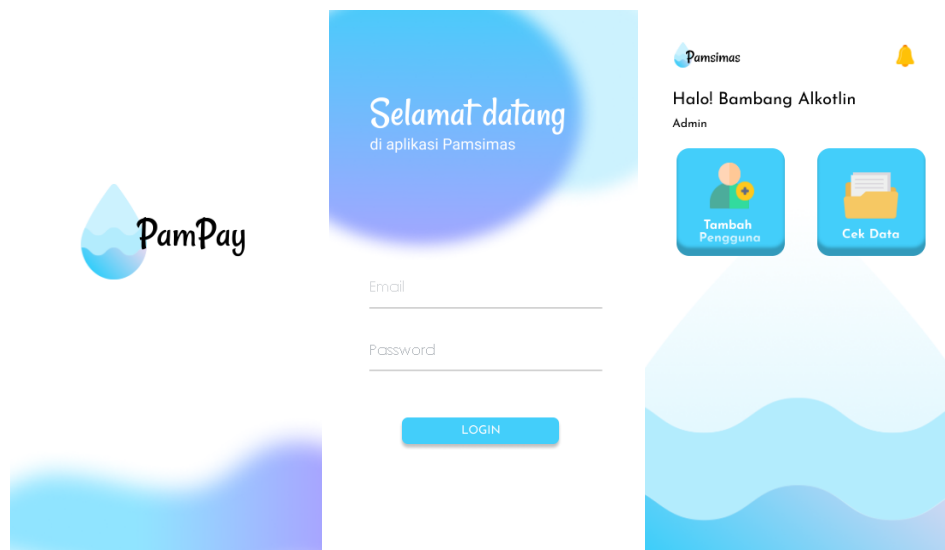 PamPay
Selamat datang
di aplikasi Pamsimas
Email
Password
LOGIN
Pamsimas
Halo! Bambang Alkotlin
Admin
Tambah
Pengguna
Cek Data